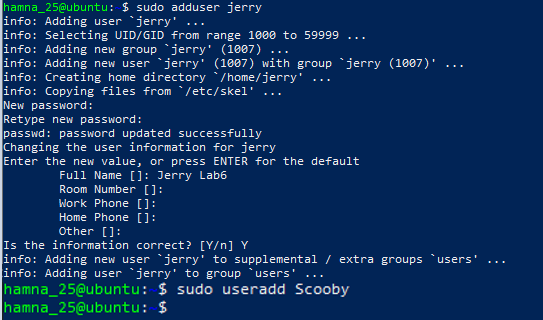 hamna_25@ubuntu: $ sudo adduser jerry
info: Adding user `jerry' ...
info: Selecting UID/GID from range 1000 to 59999 ...
info: Adding new group `jerry' (1007) ...
info: Adding new user `jerry' (1007) with group `jerry (1007)' ...
info: Creating home directory `/home/jerry' ...
info: Copying files from `/etc/skel' ...
New password:
Retype new password:
passwd: password updated successfully
Changing the user information for jerry
Enter the new value, or press ENTER for the default
Full Name []: Jerry Lab6
Room Number []:
Work Phone []:
Home Phone []:
Other []:
Is the information correct? [Y/n] Y
info: Adding new user `jerry' to supplemental / extra groups `users' ...
info: Adding user `jerry' to group `users' ...
hamna_25@ubuntu: $ sudo useradd Scooby
hamna_25@ubuntu: $